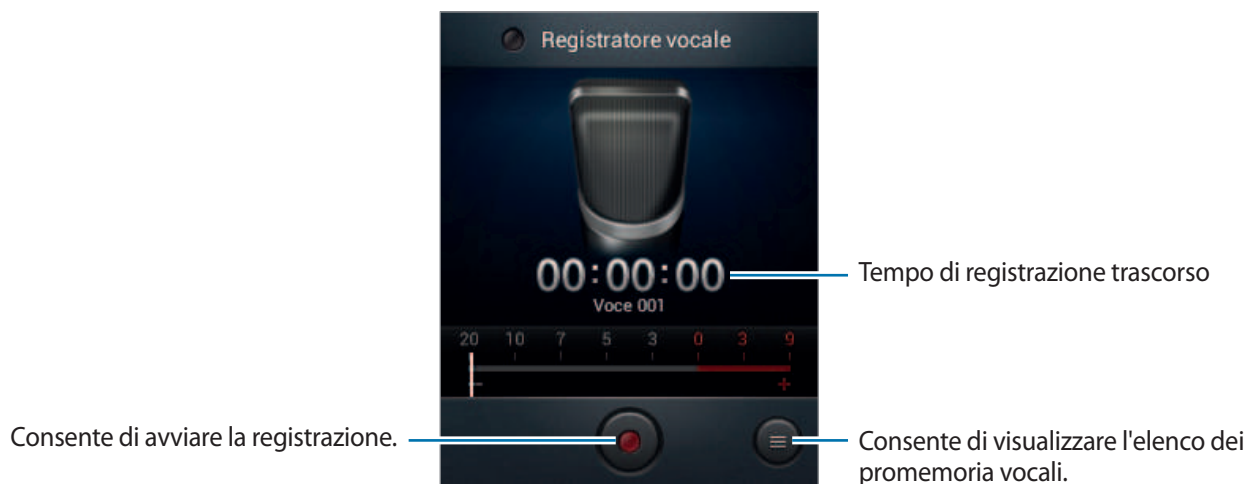 Registratore vocale
00:00:00
Tempo di registrazione trascorso
Voce 001
20 10 7 5 3 0 3 9
- +
Consente di avviare la registrazione.
Consente di visualizzare l'elenco dei
promemoria vocali.